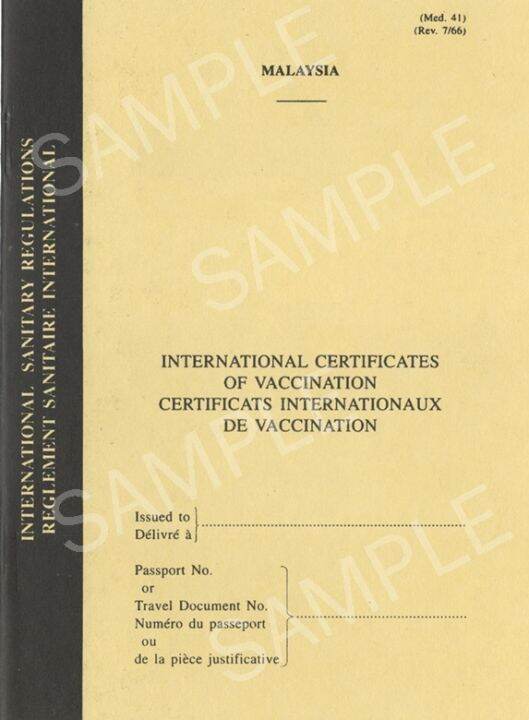 (Med. 41)
(Rev. 7/66)
MALAYSIA
INTERNATIONAL SANITARY REGULATIONS
REGLEMENT SANITAIRE INTERNATIONAL
INTERNATIONAL CERTIFICATES
OF VACCINATION
CERTIFICATS INTERNATIONAUX
DE VACCINATION
Issued to
Délivré à
Passport No.
or
Travel Document No.
Numéro du passeport
ou
de la pièce justificative
SAMPLE
SAMPLE
SAMPLE
SAMPLE
SAMPLE